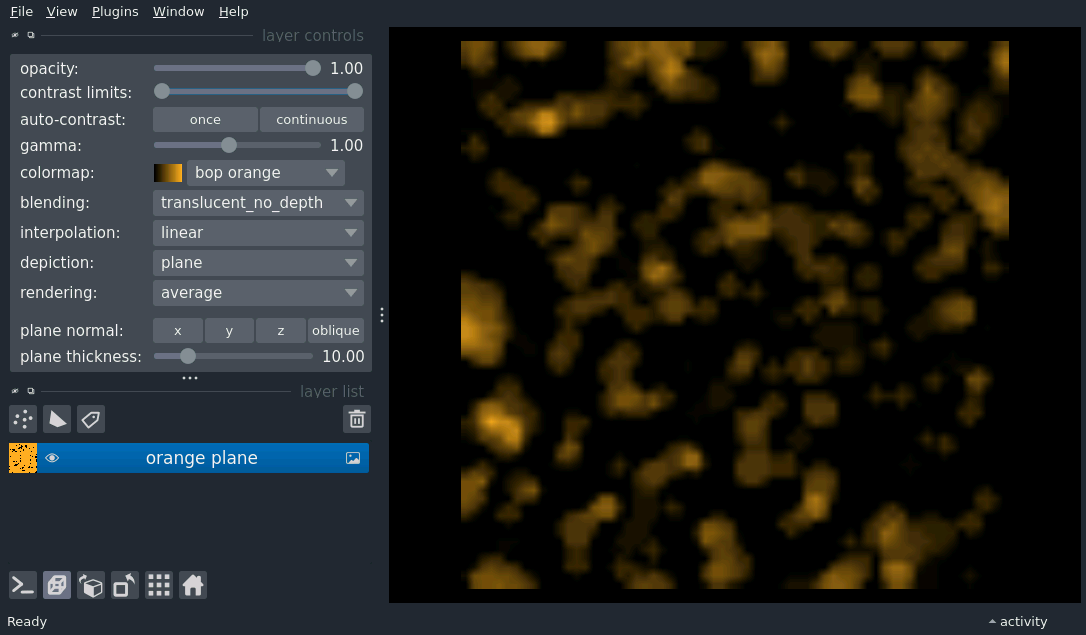 File View Plugins Window Help
layer controls
opacity: 1.00
contrast limits:
auto-contrast: once continuous
gamma: 1.00
colormap: bop orange
blending: translucent_no_depth
interpolation: linear
depiction: plane
rendering: average
plane normal: x y z oblique
plane thickness: 10.00
layer list
orange plane
Ready activity